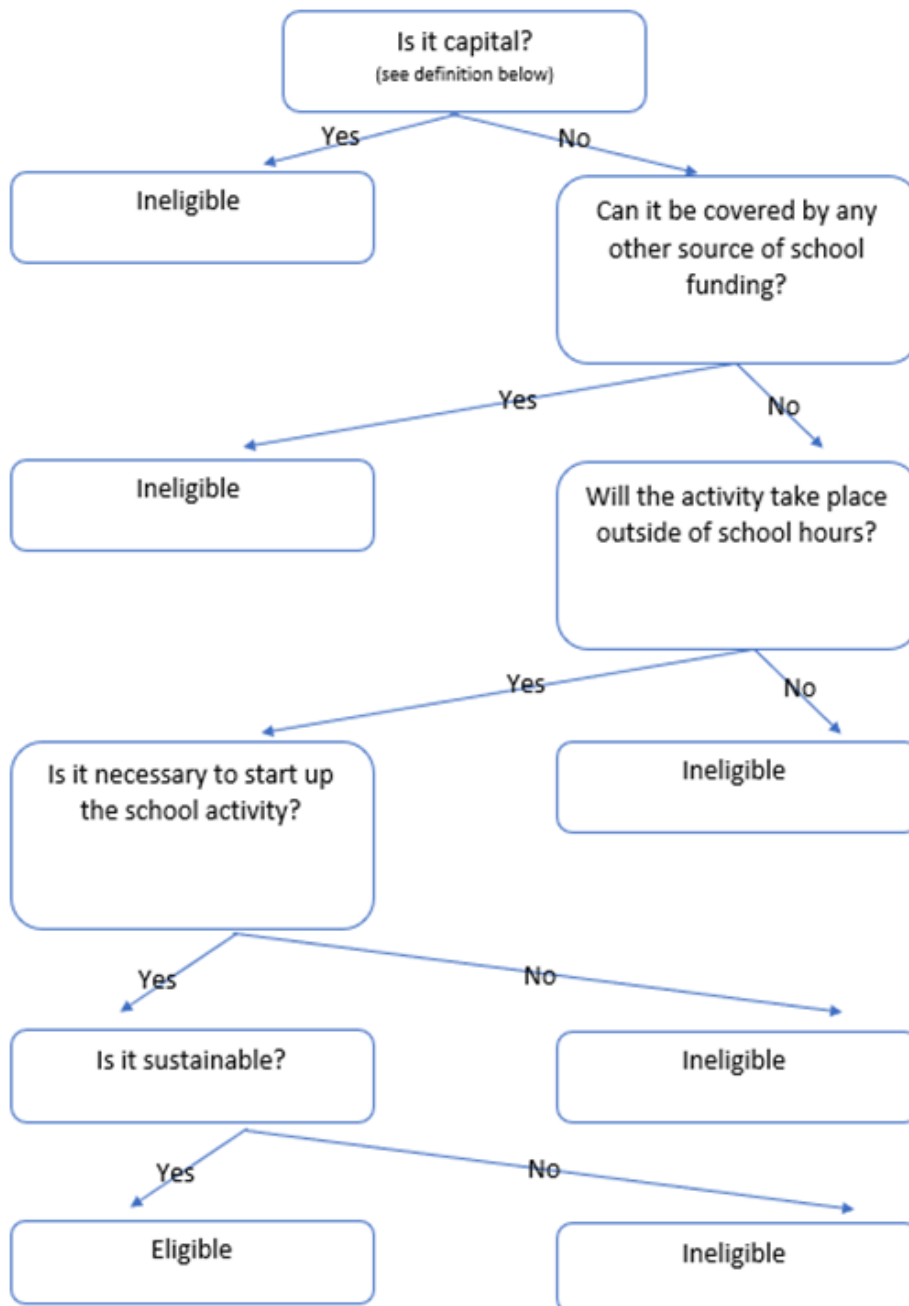 Is it capital?
(see definition below)
Yes
No
Ineligible
Can it be covered by any
other source of school
funding?
Yes
No
Ineligible
Will the activity take place
outside of school hours?
Yes
No
Is it necessary to start up
the school activity?
Ineligible
Yes
No
Is it sustainable?
Ineligible
Yes
No
Eligible
Ineligible